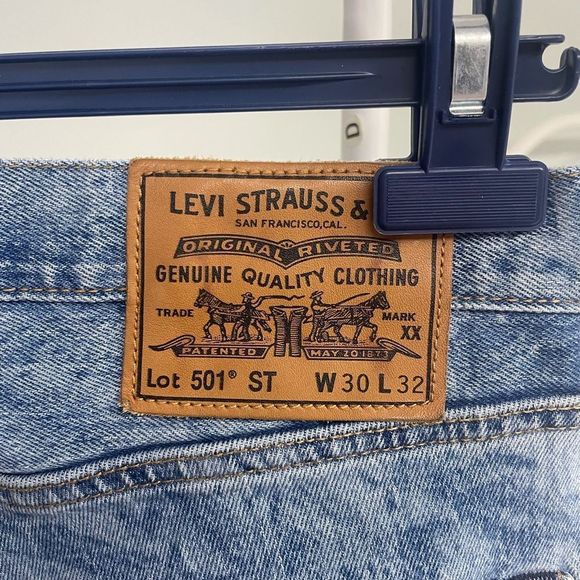 D
LEVI STRAUSS &
SAN FRANCISCO, CAL.
ORIGINAL RIVETED
GENUINE QUALITY CLOTHING
TRADE MARK
XX
PATENTED MAY 20 1873
Lot 501® ST W 30 L 32